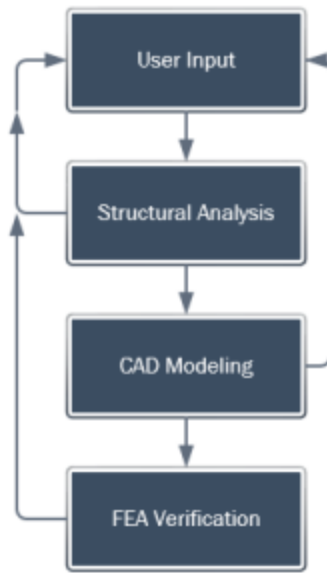 User Input
Structural Analysis
CAD Modeling
FEA Verification